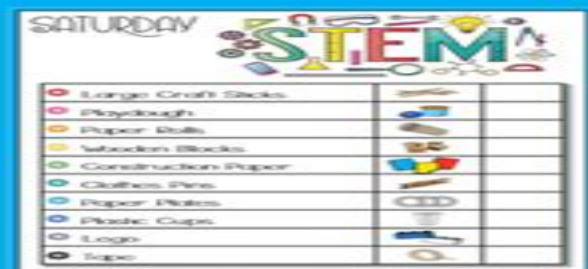 SATURDAY
STEM
Large Craft Sticks
Playdough
Paper Rolls
Wooden Blocks
Construction Paper
Clothes Pins
Paper Plates
Plastic Cups
Lego
Tape